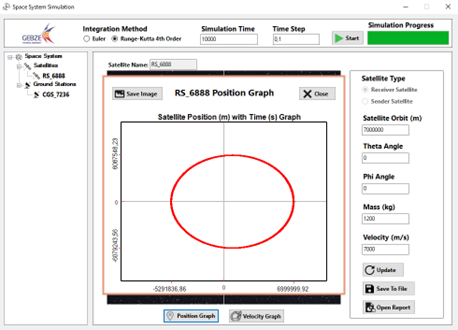 Space System Simulation
GEBZE
Integration Method
Euler
Runge-Kutta 4th Order
Simulation Time
10000
Time Step
0,1
Start
Simulation Progress
Space System
Satellites
RS_6888
Ground Stations
CGS_7236
Satellite Name:
RS_6888
Save Image
RS_6888 Position Graph
Close
Satellite Position (m) with Time (s) Graph
6067548,23
0
-6079243,56
-5291836.86
0
6999999.92
Position Graph
Velocity Graph
Satellite Type
Receiver Satellite
Sender Satellite
Satellite Orbit (m)
7000000
Theta Angle
0
Phi Angle
0
Mass (kg)
1200
Velocity (m/s)
7000
Update
Save To File
Open Report